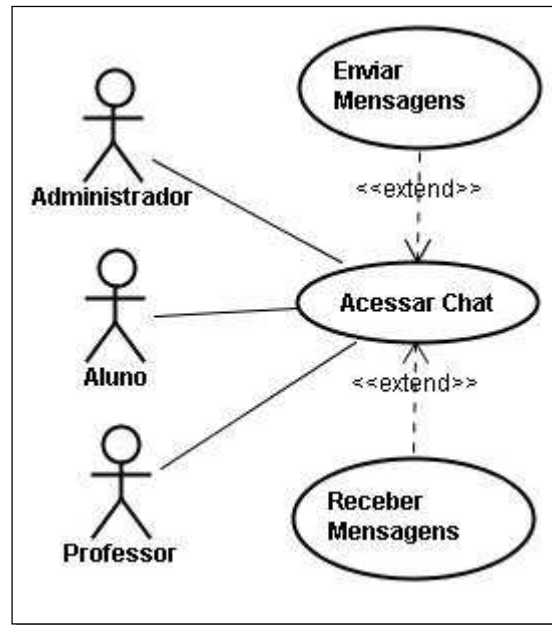 Enviar
Mensagens
<<extend>>
Administrador
Acessar Chat
Aluno
<<extend>>
Receber
Mensagens
Professor